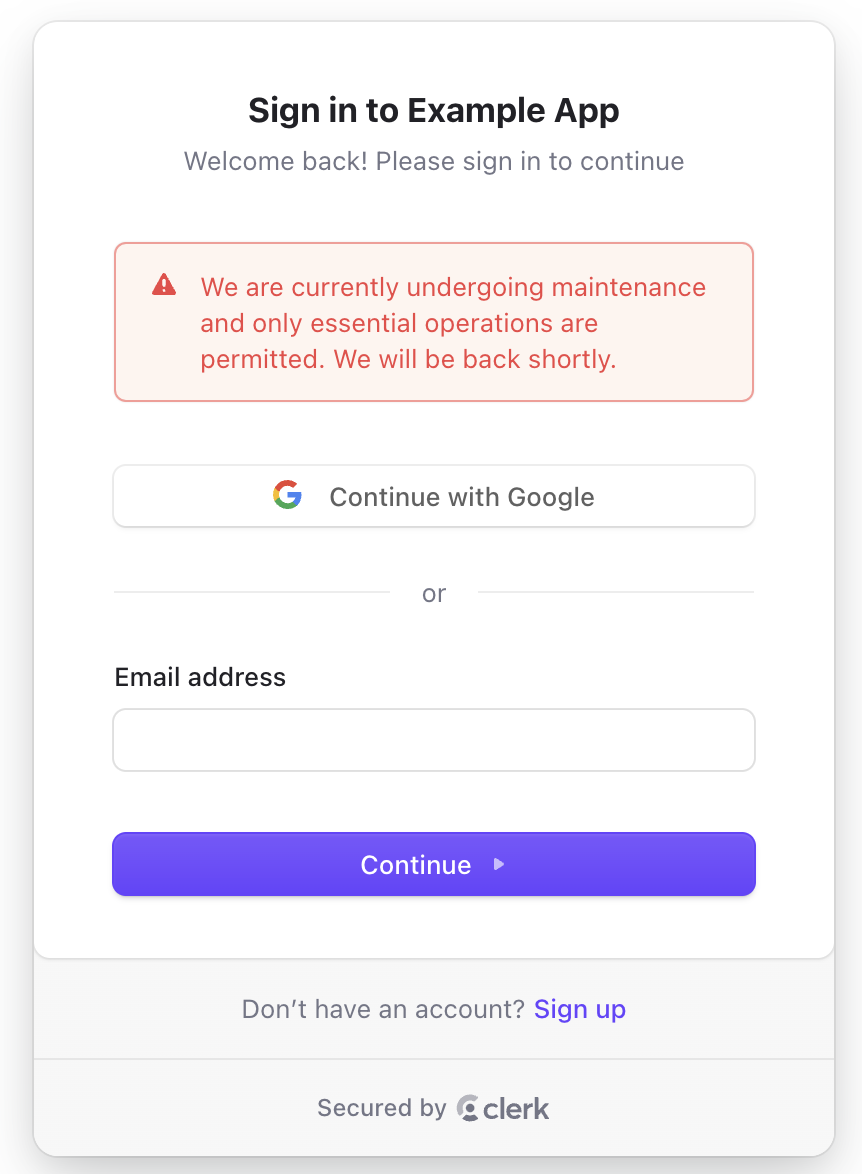 Sign in to Example App
Welcome back! Please sign in to continue
We are currently undergoing maintenance
and only essential operations are
permitted. We will be back shortly.
Continue with Google
or
Email address
Continue
Don’t have an account? Sign up
Secured by clerk